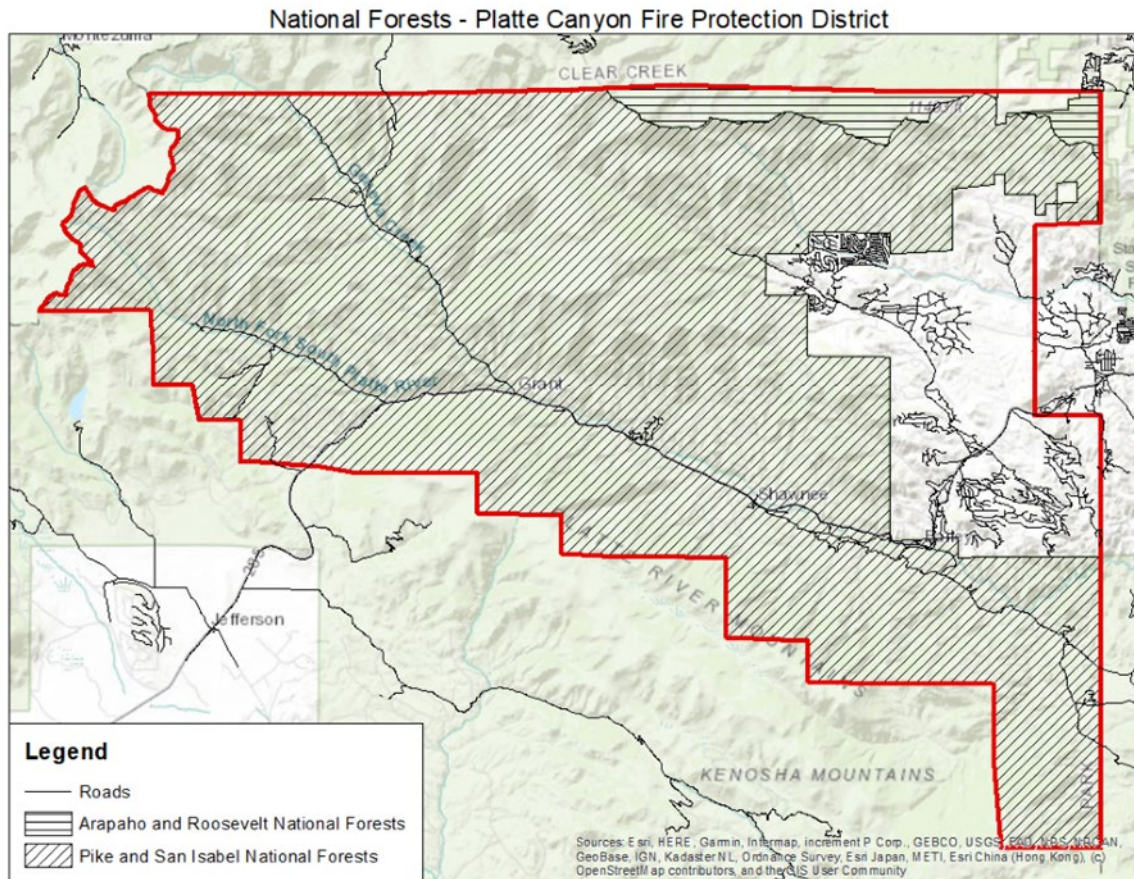 National Forests - Platte Canyon Fire Protection District
CLEAR CREEK
Geneva Creek
North Fork South Platte River
Grant
Shawnee
PLATTE RIVER MOUNTAINS
285
Jefferson
KENOSHA MOUNTAINS
PARK
Legend
Roads
Arapaho and Roosevelt National Forests
Pike and San Isabel National Forests
Sources: Esri, HERE, Garmin, Intermap, increment P Corp., GEBCO, USGS, FAO, NPS, NRCAN,
GeoBase, IGN, Kadaster NL, Ordnance Survey, Esri Japan, METI, Esri China (Hong Kong), (c)
OpenStreetMap contributors, and the GIS User Community